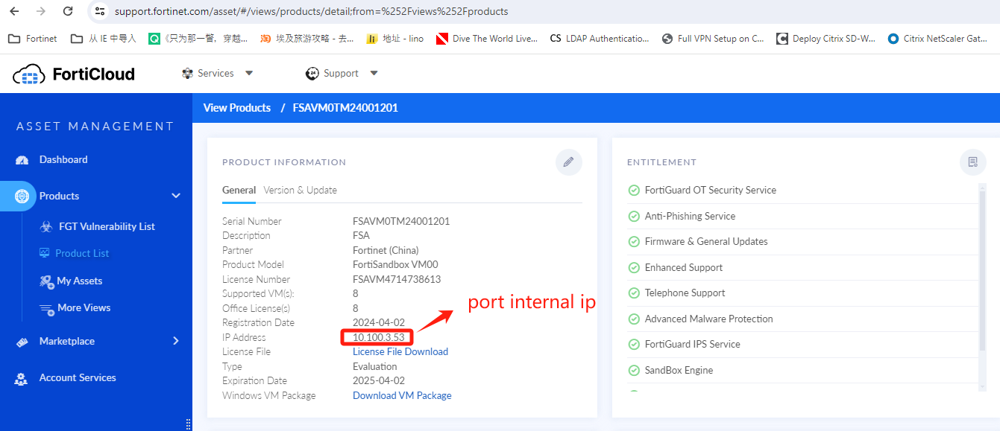 support.fortinet.com/asset/#/views/products/detail;from=%252Fviews%252Fproducts
Fortinet 从 IE 中导入 《只为那一瞥，穿越... 埃及旅游攻略 - 去... 地址 - lino Dive The World Live... CS LDAP Authenticatio... Full VPN Setup on C... Deploy Citrix SD-W... Citrix NetScaler Gat...
FortiCloud Services Support
View Products / FSAVM0TM24001201
ASSET MANAGEMENT
Dashboard
Products
FGT Vulnerability List
Product List
My Assets
More Views
Marketplace
Account Services
PRODUCT INFORMATION
General Version & Update
Serial Number FSAVM0TM24001201
Description FSA
Partner Fortinet (China)
Product Model FortiSandbox VM00
License Number FSAVM4714738613
Supported VM(s): 8
Office License(s) 8
Registration Date 2024-04-02
IP Address 10.100.3.53
License File License File Download
Type Evaluation
Expiration Date 2025-04-02
Windows VM Package Download VM Package
port internal ip
ENTITLEMENT
FortiGuard OT Security Service
Anti-Phishing Service
Firmware & General Updates
Enhanced Support
Telephone Support
Advanced Malware Protection
FortiGuard IPS Service
SandBox Engine